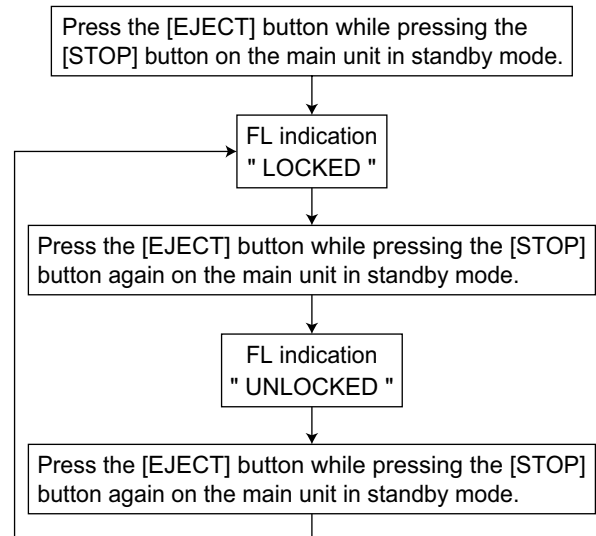 Press the [EJECT] button while pressing the
[STOP] button on the main unit in standby mode.
FL indication
" LOCKED "
Press the [EJECT] button while pressing the [STOP]
button again on the main unit in standby mode.
FL indication
" UNLOCKED "
Press the [EJECT] button while pressing the [STOP]
button again on the main unit in standby mode.